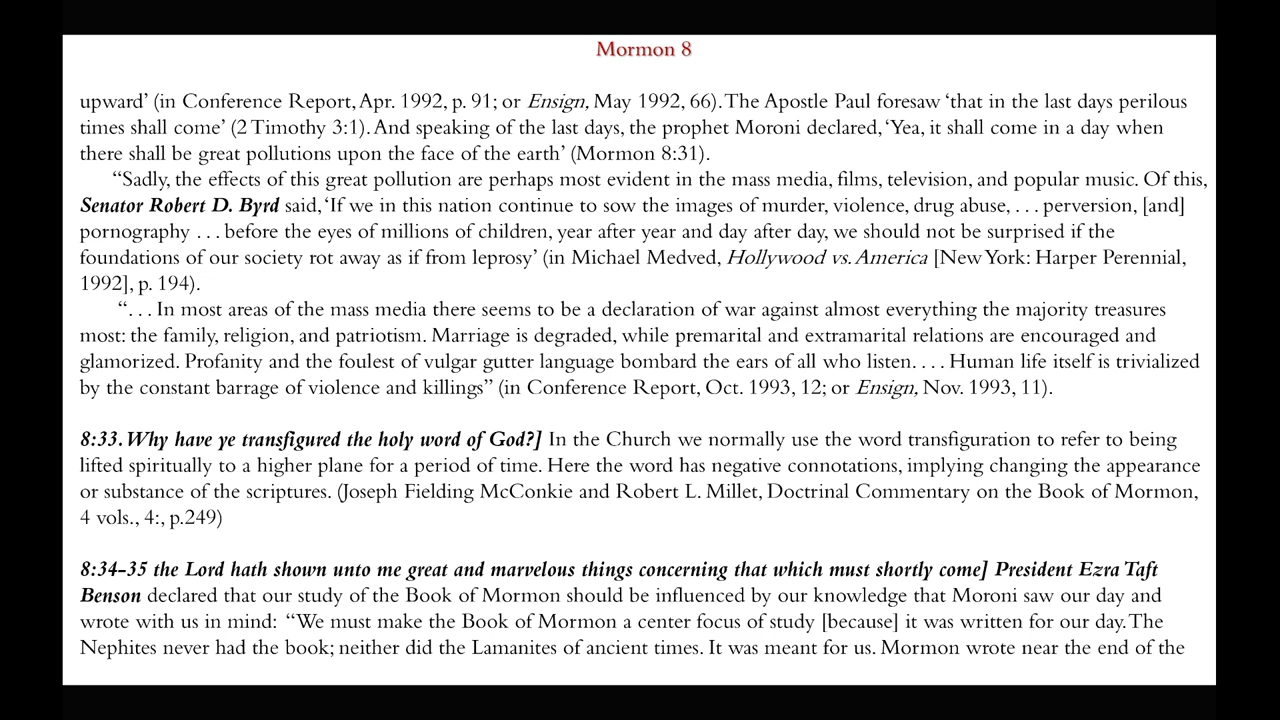 Mormon 8
upward’ (in Conference Report, Apr. 1992, p. 91; or Ensign, May 1992, 66). The Apostle Paul foresaw ‘that in the last days perilous
times shall come’ (2 Timothy 3:1). And speaking of the last days, the prophet Moroni declared, ‘Yea, it shall come in a day when
there shall be great pollutions upon the face of the earth’ (Mormon 8:31).
“Sadly, the effects of this great pollution are perhaps most evident in the mass media, films, television, and popular music. Of this,
Senator Robert D. Byrd said, ‘If we in this nation continue to sow the images of murder, violence, drug abuse, . . . perversion, [and]
pornography . . . before the eyes of millions of children, year after year and day after day, we should not be surprised if the
foundations of our society rot away as if from leprosy’ (in Michael Medved, Hollywood vs. America [New York: Harper Perennial,
1992], p. 194).
“. . . In most areas of the mass media there seems to be a declaration of war against almost everything the majority treasures
most: the family, religion, and patriotism. Marriage is degraded, while premarital and extramarital relations are encouraged and
glamorized. Profanity and the foulest of vulgar gutter language bombard the ears of all who listen. . . . Human life itself is trivialized
by the constant barrage of violence and killings” (in Conference Report, Oct. 1993, 12; or Ensign, Nov. 1993, 11).
8:33. Why have ye transfigured the holy word of God?] In the Church we normally use the word transfiguration to refer to being
lifted spiritually to a higher plane for a period of time. Here the word has negative connotations, implying changing the appearance
or substance of the scriptures. (Joseph Fielding McConkie and Robert L. Millet, Doctrinal Commentary on the Book of Mormon,
4 vols., 4:, p.249)
8:34-35 the Lord hath shown unto me great and marvelous things concerning that which must shortly come] President Ezra Taft
Benson declared that our study of the Book of Mormon should be influenced by our knowledge that Moroni saw our day and
wrote with us in mind: “We must make the Book of Mormon a center focus of study [because] it was written for our day. The
Nephites never had the book; neither did the Lamanites of ancient times. It was meant for us. Mormon wrote near the end of the